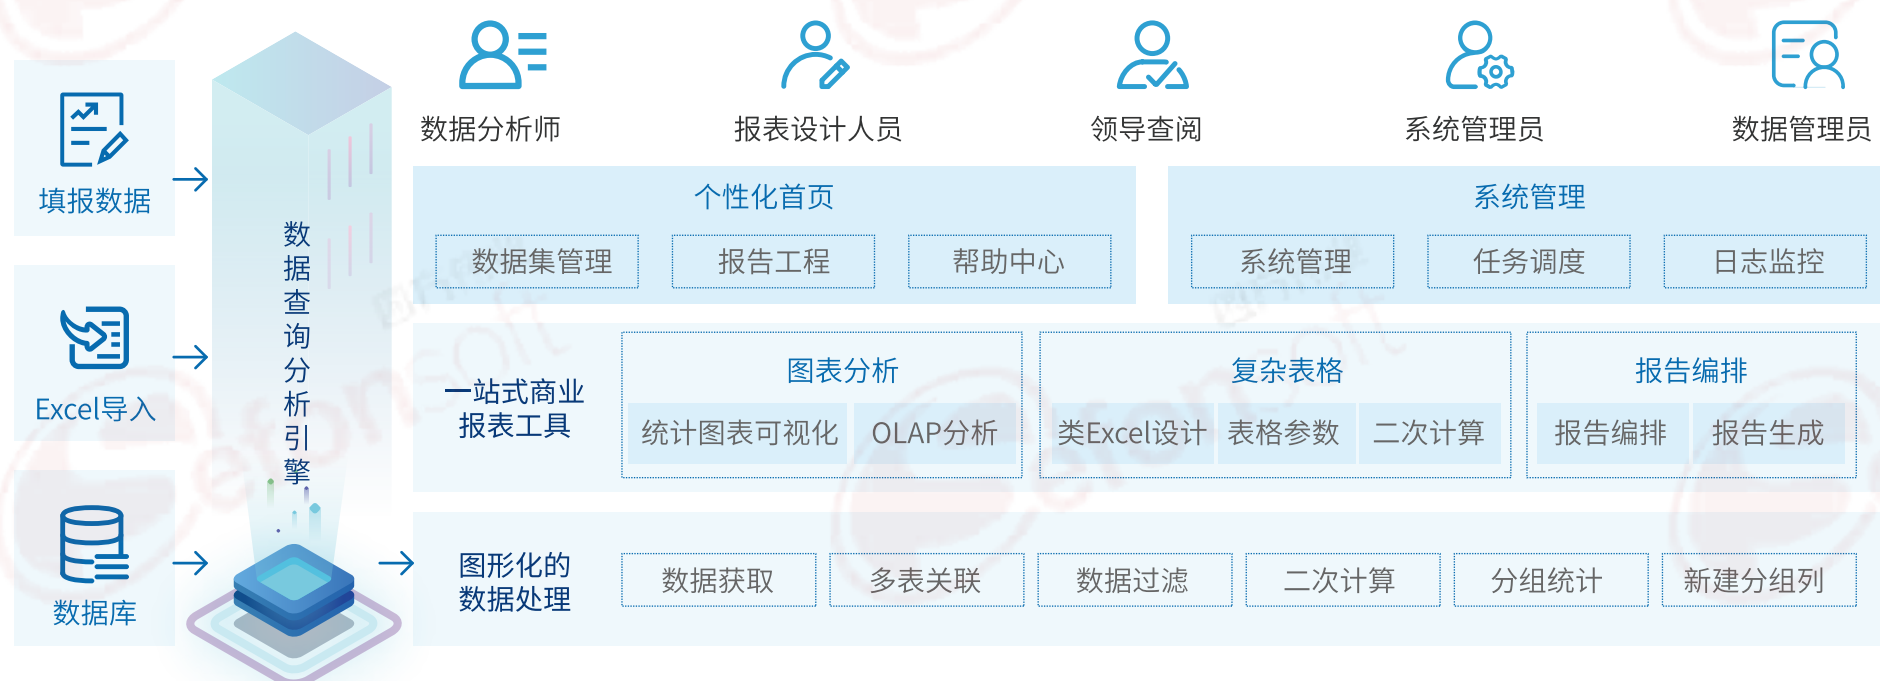 数据分析师
报表设计人员
领导查阅
系统管理员
数据管理员
填报数据
Excel导入
数据库
数据查询分析引擎
个性化首页
数据集管理
报告工程
帮助中心
系统管理
系统管理
任务调度
日志监控
一站式商业
报表工具
图表分析
统计图表可视化
OLAP分析
复杂表格
类Excel设计
表格参数
二次计算
报告编排
报告编排
报告生成
图形化的
数据处理
数据获取
多表关联
数据过滤
二次计算
分组统计
新建分组列
efonsoft
efonsoft